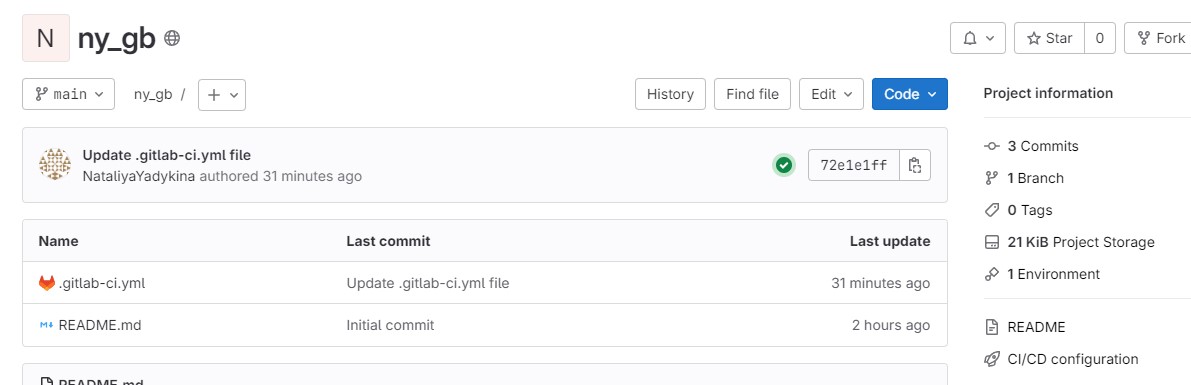 N ny_gb
Star 0 Fork
main ny_gb / +
History Find file Edit Code
Update .gitlab-ci.yml file
NataliyaYadykina authored 31 minutes ago
72e1e1ff
Name Last commit Last update
.gitlab-ci.yml Update .gitlab-ci.yml file 31 minutes ago
M README.md Initial commit 2 hours ago
README.md
Project information
3 Commits
1 Branch
0 Tags
21 KiB Project Storage
1 Environment
README
CI/CD configuration